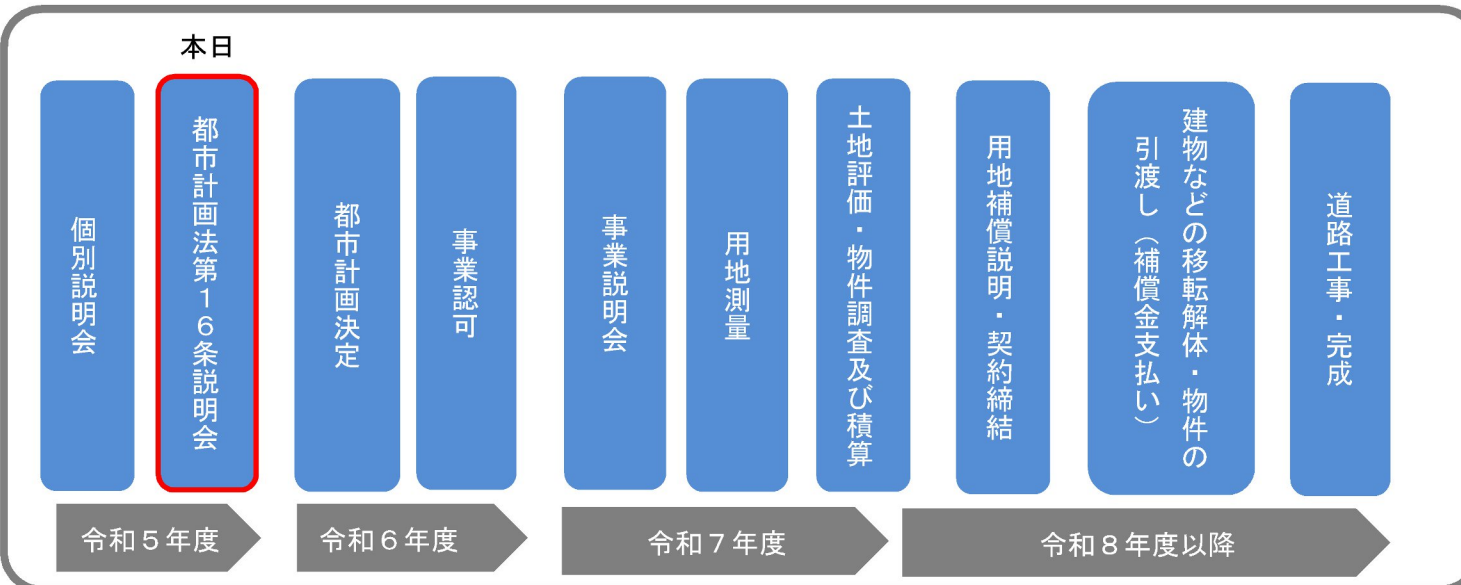 本日
個別説明会
都市計画法第１６条説明会
都市計画決定
事業認可
事業説明会
用地測量
土地評価・物件調査及び積算
用地補償説明・契約締結
建物などの移転解体・物件の
引渡し（補償金支払い）
道路工事・完成
令和５年度
令和６年度
令和７年度
令和８年度以降